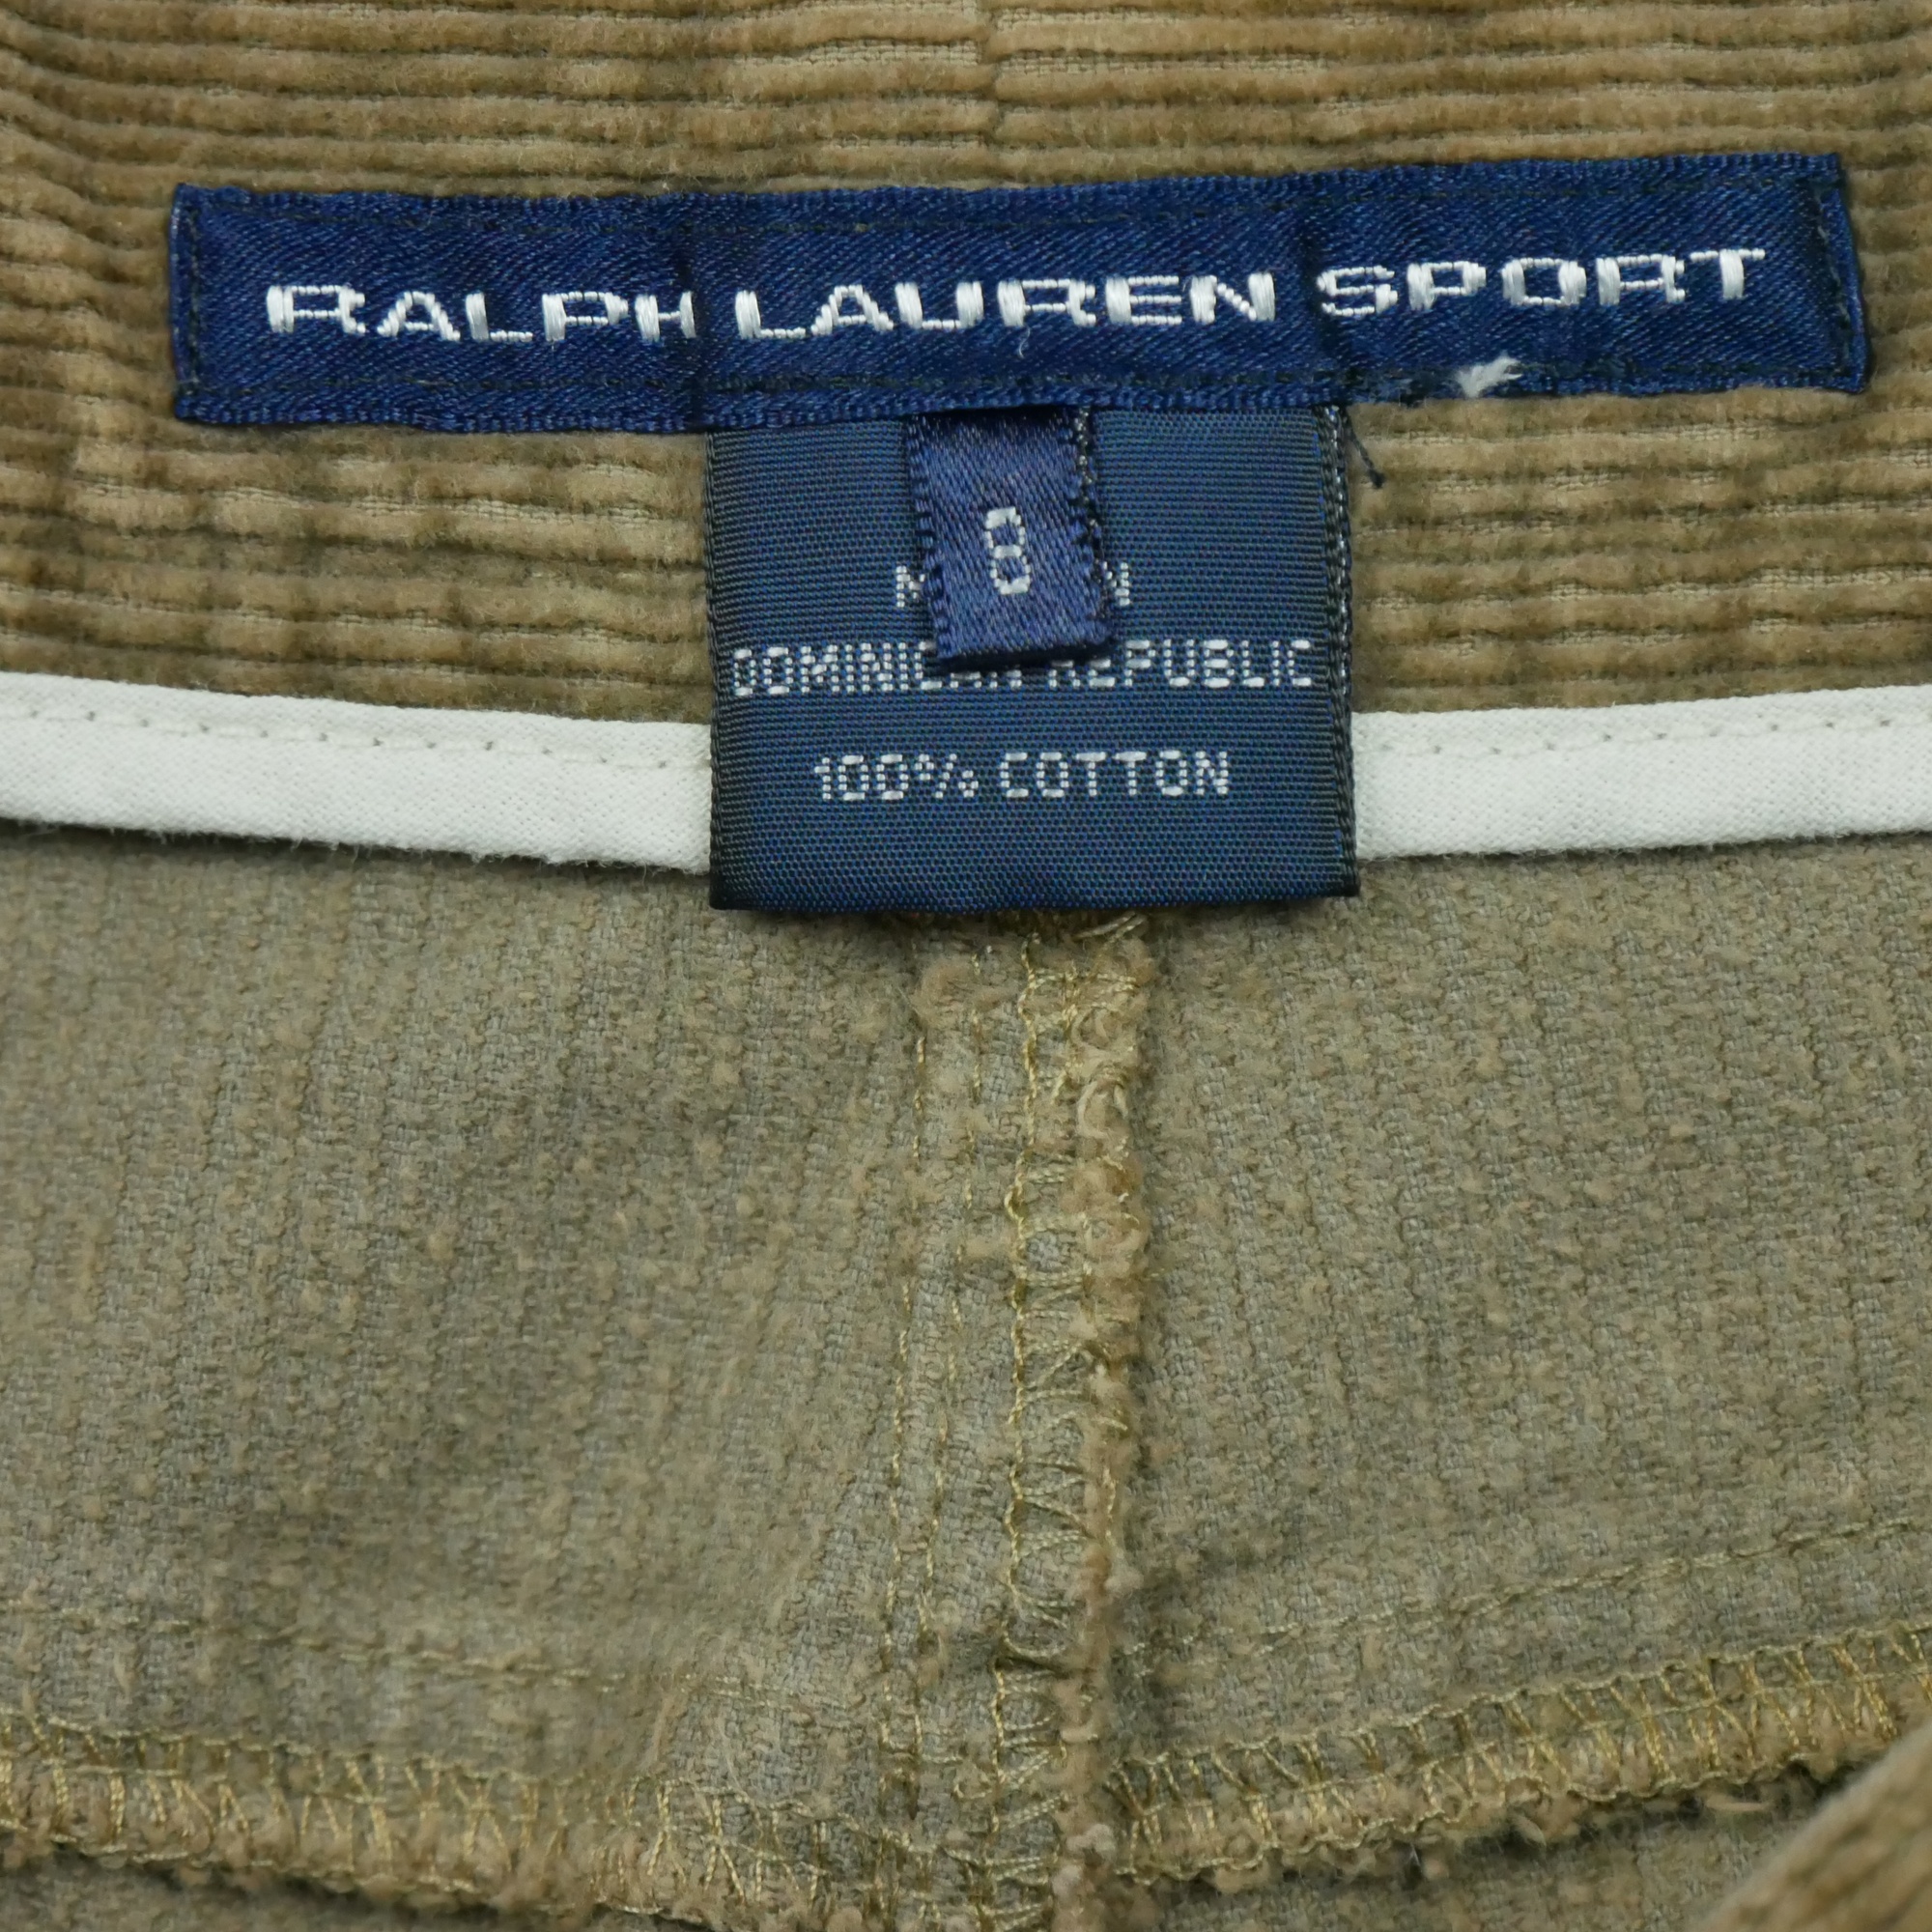 RALPH LAUREN SPORT
8
DOMINICAN REPUBLIC
100% COTTON